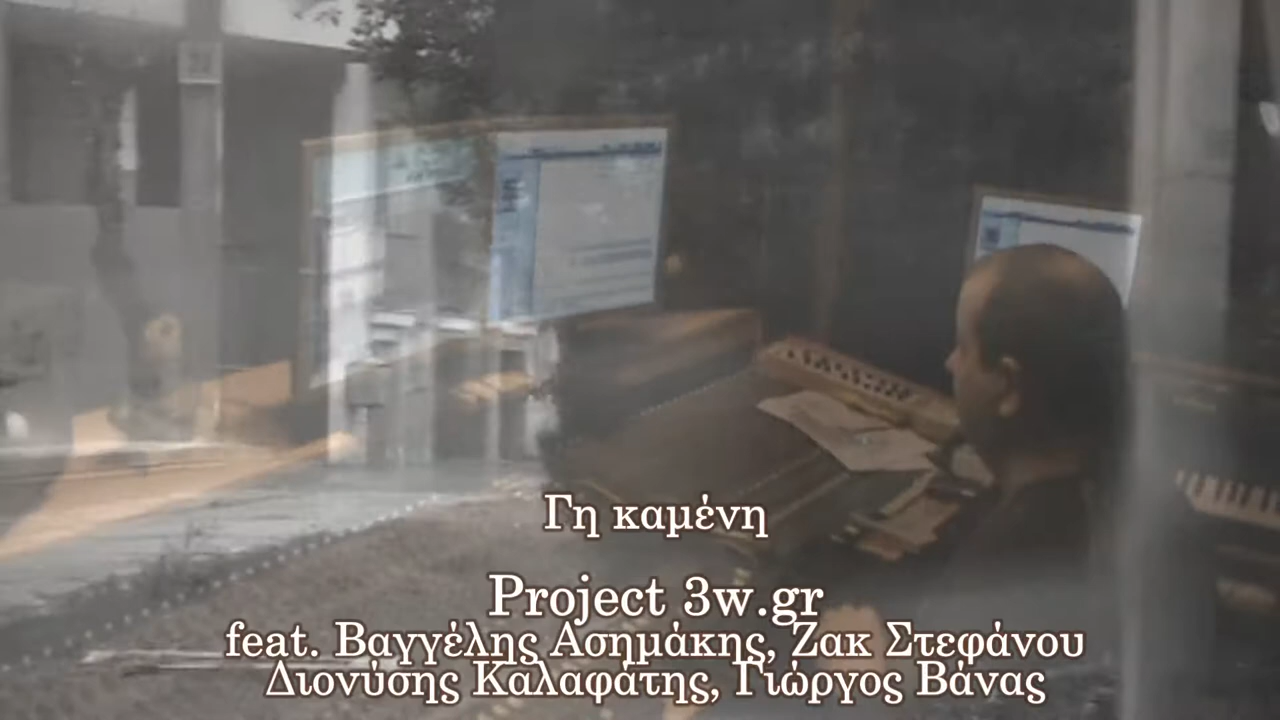 Γη καμένη
Project 3w.gr
feat. Βαγγέλης Ασημάκης, Ζακ Στεφάνου
Διονύσης Καλαφάτης, Γιώργος Βάνας